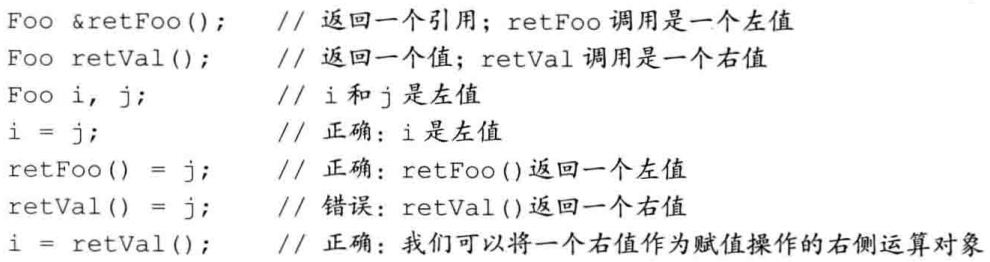 Foo &retFoo();    // 返回一个引用；retFoo 调用是一个左值
Foo retVal();     // 返回一个值；retVal 调用是一个右值
Foo i, j;         // i 和 j 是左值
i = j;            // 正确：i 是左值
retFoo() = j;     // 正确：retFoo()返回一个左值
retVal() = j;     // 错误：retVal()返回一个右值
i = retVal();     // 正确：我们可以将一个右值作为赋值操作的右侧运算对象